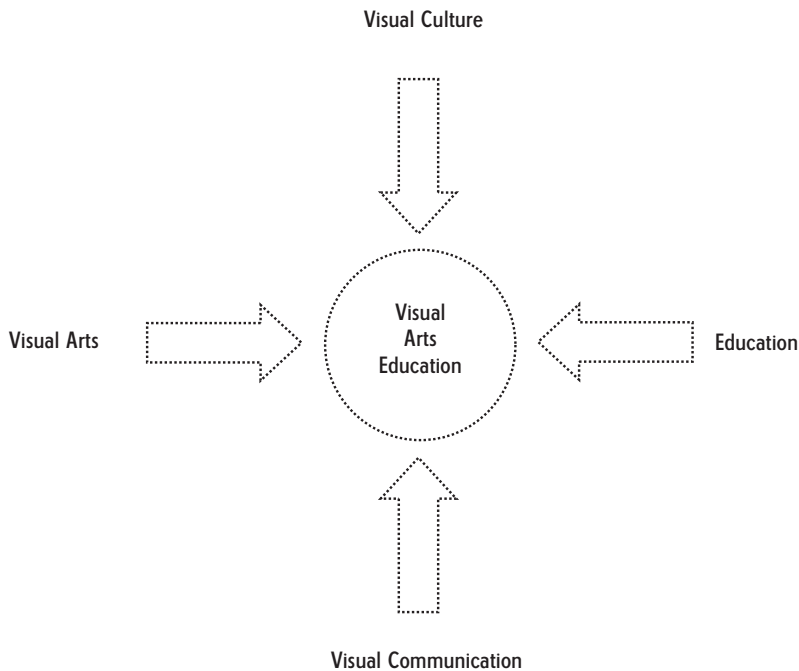 Visual Culture
Visual Arts
Visual
Arts
Education
Education
Visual Communication